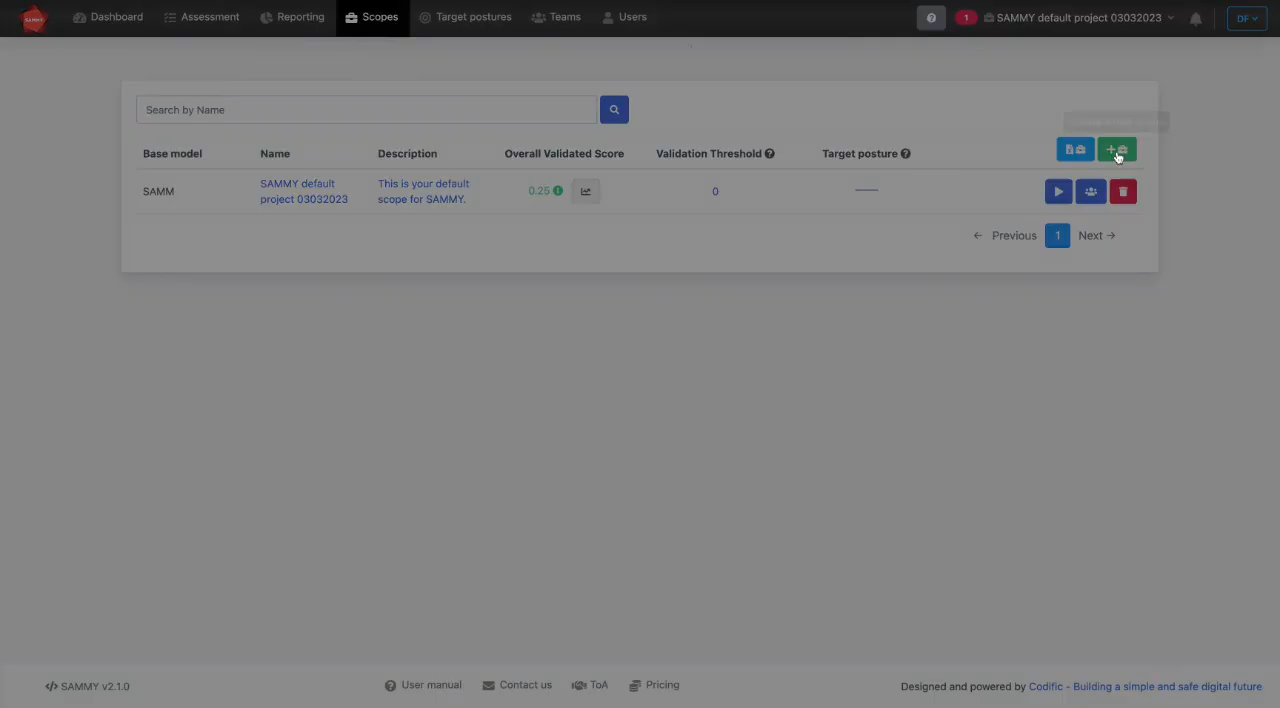 SAMMY
Dashboard
Assessment
Reporting
Scopes
Target postures
Teams
Users
?
1
SAMMY default project 03032023
DF
Search by Name
Base model
Name
Description
Overall Validated Score
Validation Threshold ?
Target posture ?
SAMM
SAMMY default
project 03032023
This is your default
scope for SAMMY.
0.25
0
← Previous
1
Next →
</> SAMMY v2.1.0
User manual
Contact us
ToA
Pricing
Designed and powered by Codific - Building a simple and safe digital future